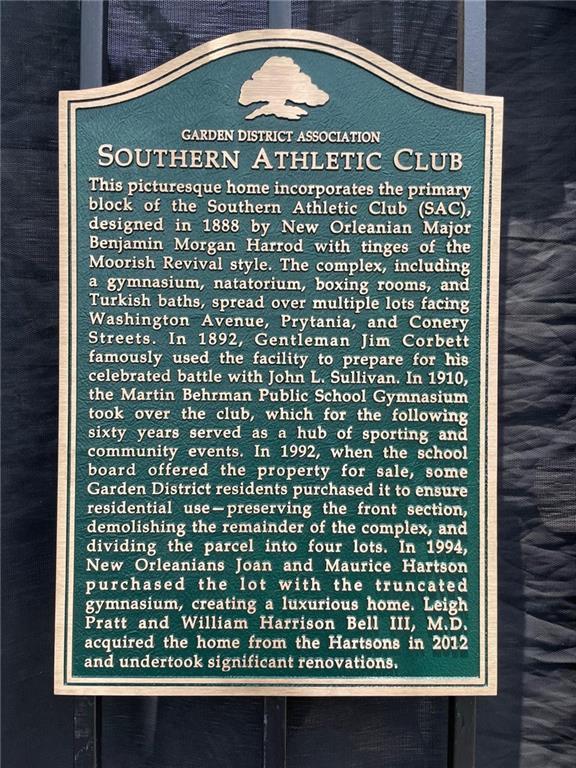 GARDEN DISTRICT ASSOCIATION
SOUTHERN ATHLETIC CLUB
This picturesque home incorporates the primary
block of the Southern Athletic Club (SAC),
designed in 1888 by New Orleanian Major
Benjamin Morgan Harrod with tinges of the
Moorish Revival style. The complex, including
a gymnasium, natatorium, boxing rooms, and
Turkish baths, spread over multiple lots facing
Washington Avenue, Prytania, and Conery
Streets. In 1892, Gentleman Jim Corbett
famously used the facility to prepare for his
celebrated battle with John L. Sullivan. In 1910,
the Martin Behrman Public School Gymnasium
took over the club, which for the following
sixty years served as a hub of sporting and
community events. In 1992, when the school
board offered the property for sale, some
Garden District residents purchased it to ensure
residential use—preserving the front section,
demolishing the remainder of the complex, and
dividing the parcel into four lots. In 1994,
New Orleanians Joan and Maurice Hartson
purchased the lot with the truncated
gymnasium, creating a luxurious home. Leigh
Pratt and William Harrison Bell III, M.D.
acquired the home from the Hartsons in 2012
and undertook significant renovations.